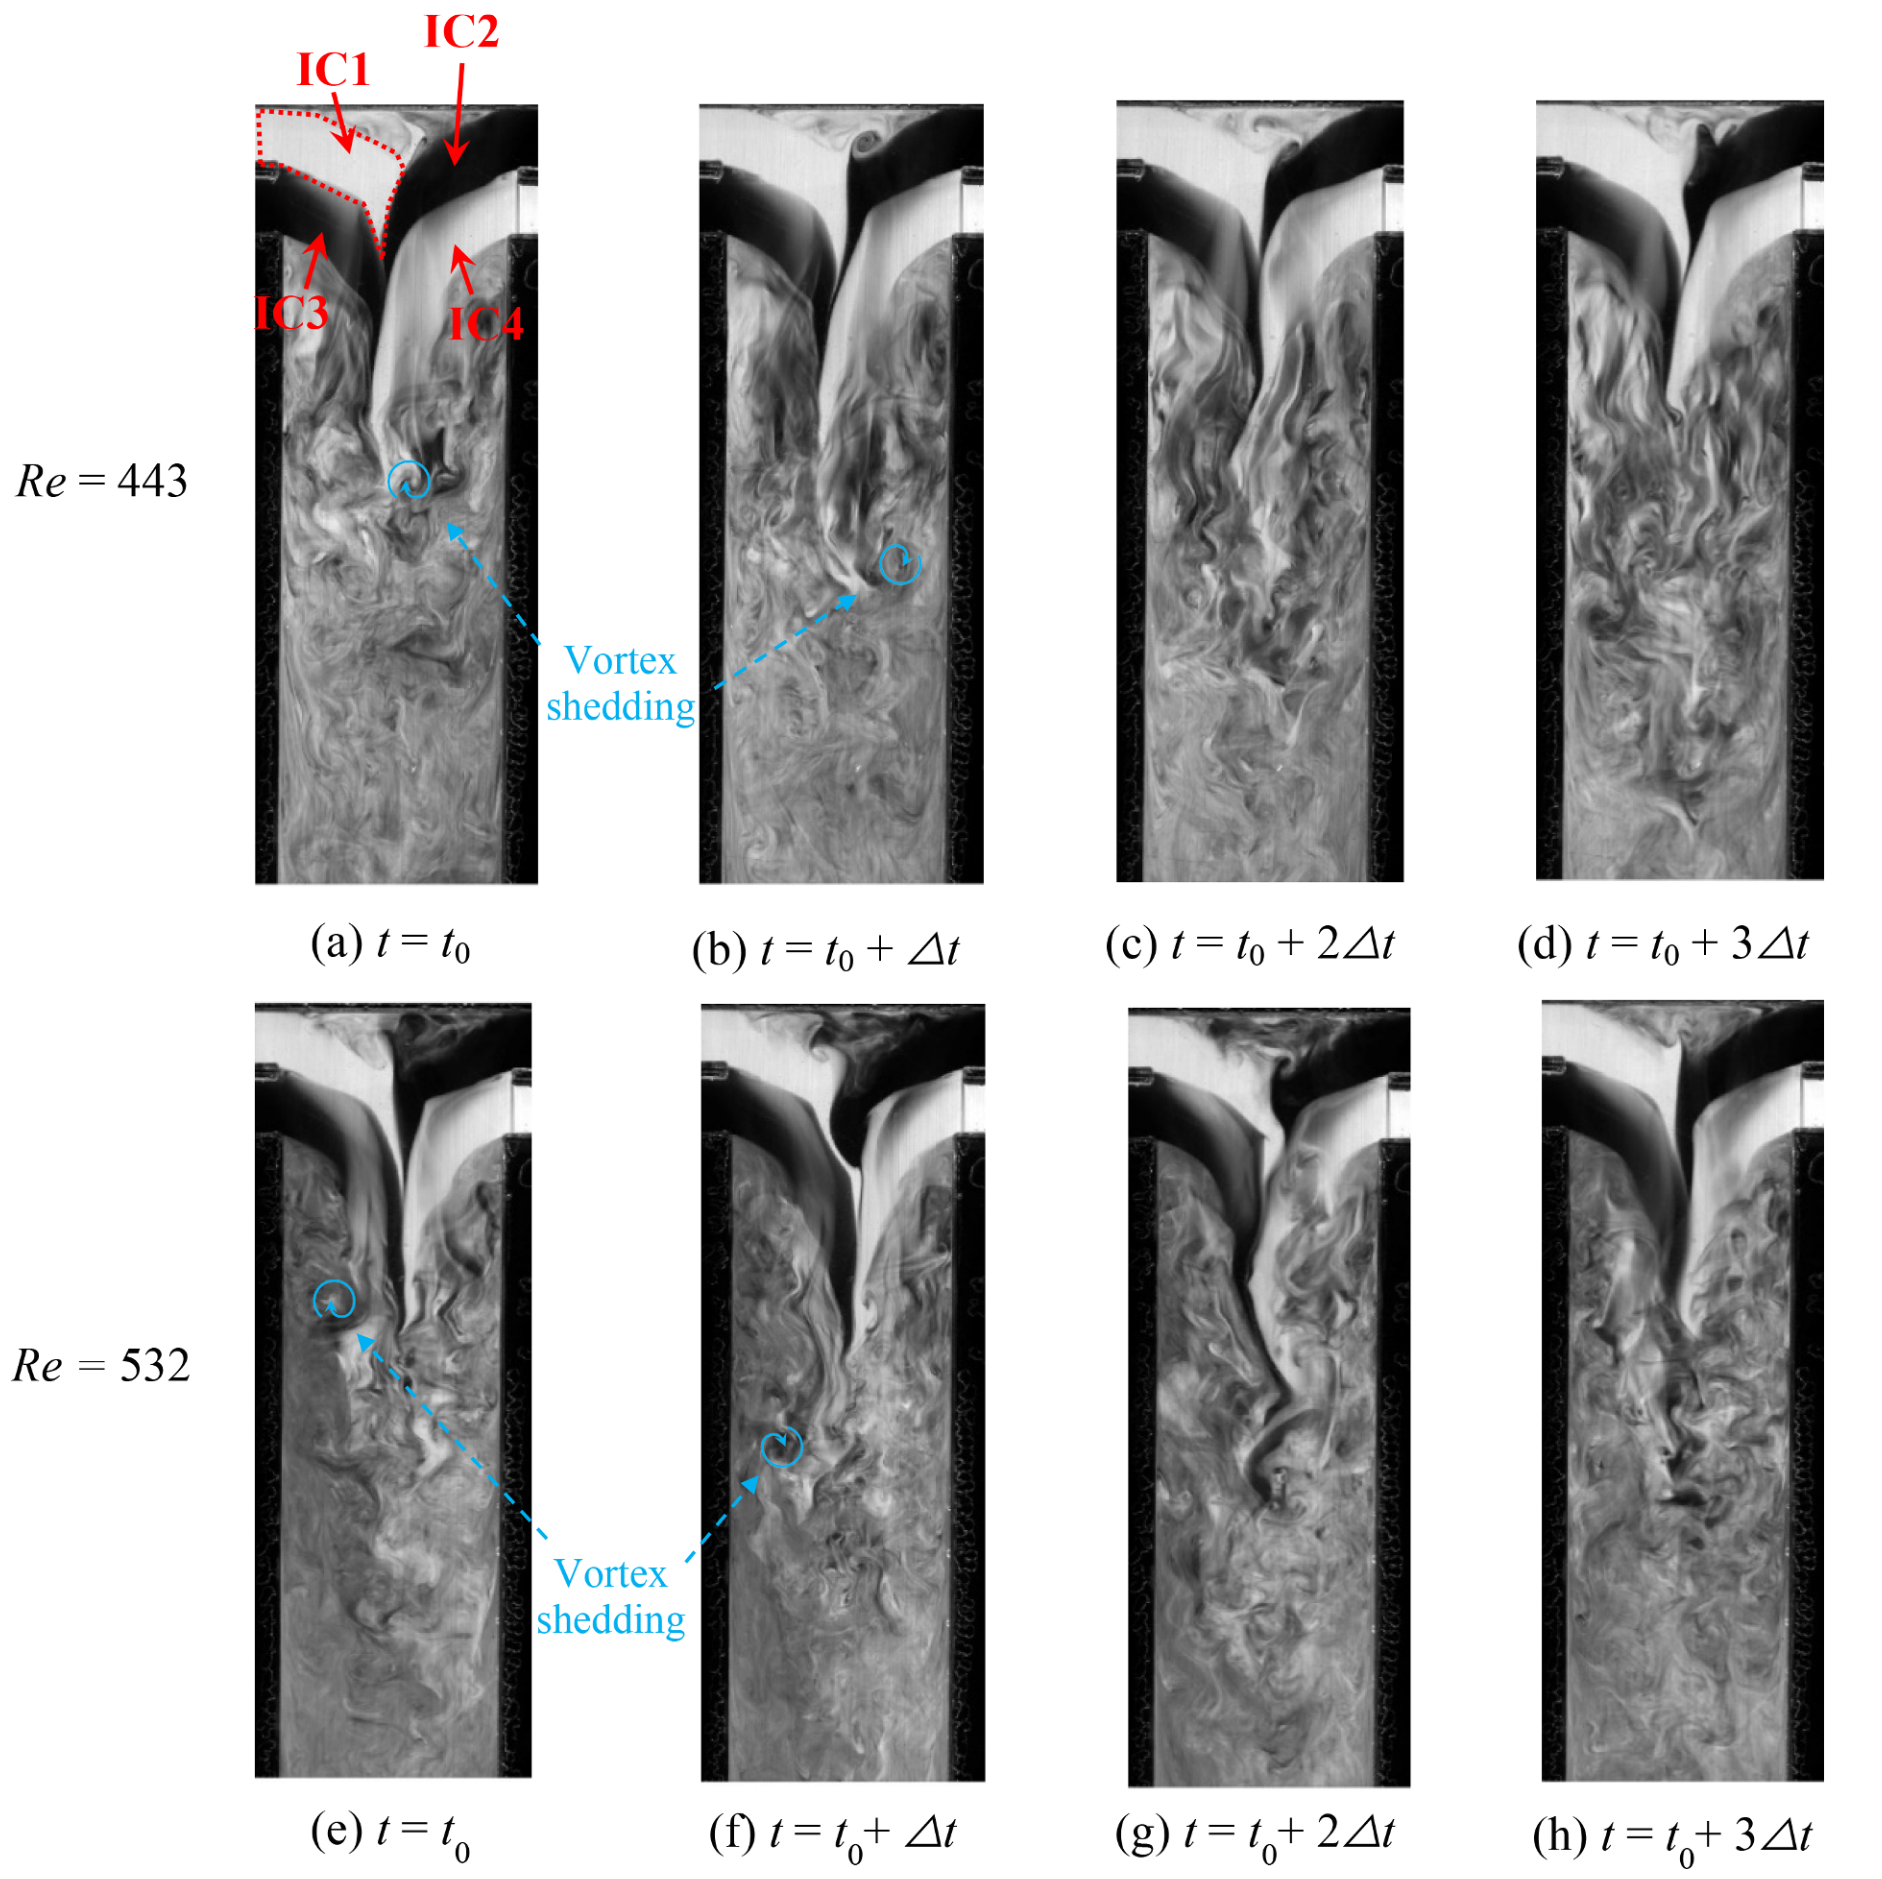 IC2
IC1
IC3
IC4
Re = 443
Vortex
shedding
(a) t = t0
(b) t = t0 + Δt
(c) t = t0 + 2Δt
(d) t = t0 + 3Δt
Re = 532
Vortex
shedding
(e) t = t0
(f) t = t0+ Δt
(g) t = t0+ 2Δt
(h) t = t0+ 3Δt